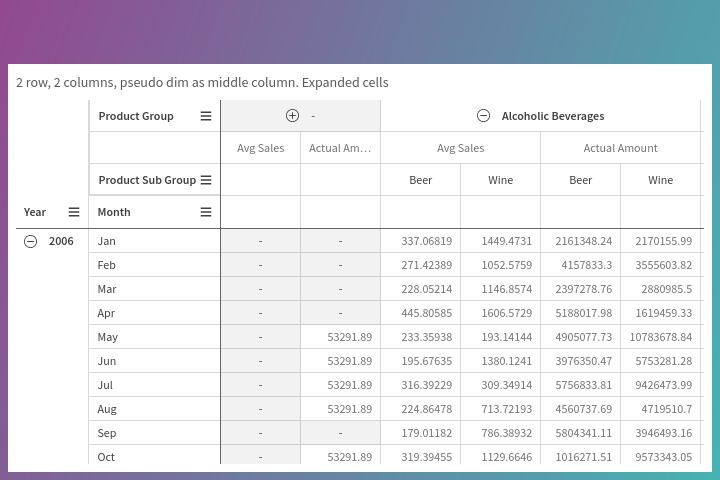 2 row, 2 columns, pseudo dim as middle column. Expanded cells
Product Group - Alcoholic Beverages
Avg Sales Actual Am... Avg Sales Actual Amount
Product Sub Group Beer Wine Beer Wine
Year Month
2006 Jan - - 337.06819 1449.4731 2161348.24 2170155.99
Feb - - 271.42389 1052.5759 4157833.3 3555603.82
Mar - - 228.05214 1146.8574 2397278.76 2880985.5
Apr - - 445.80585 1606.5729 5188017.98 1619459.33
May - 53291.89 233.35938 193.14144 4905077.73 10783678.84
Jun - 53291.89 195.67635 1380.1241 3976350.47 5753281.28
Jul - 53291.89 316.39229 309.34914 5756833.81 9426473.99
Aug - 53291.89 224.86478 713.72193 4560737.69 4719510.7
Sep - - 179.01182 786.38932 5804341.11 3946493.16
Oct - 53291.89 319.39455 1129.6646 1016271.51 9573343.05